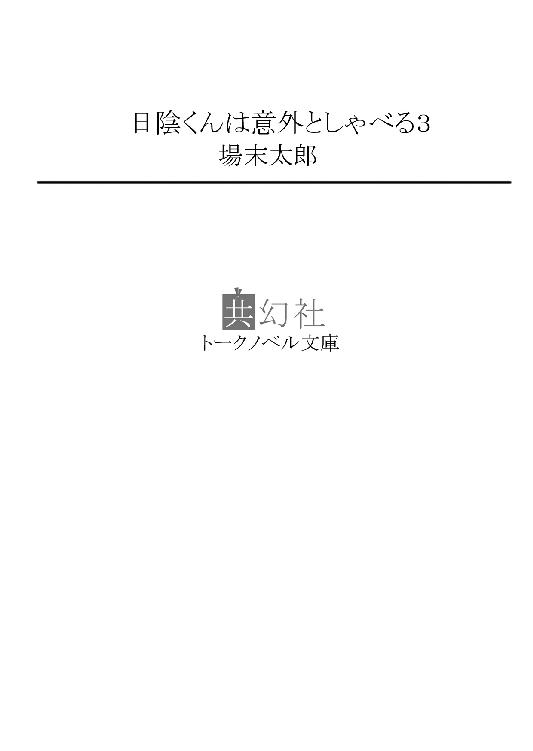 日陰くんは意外としゃべる3
場末太郎
共幻社
トークノベル文庫